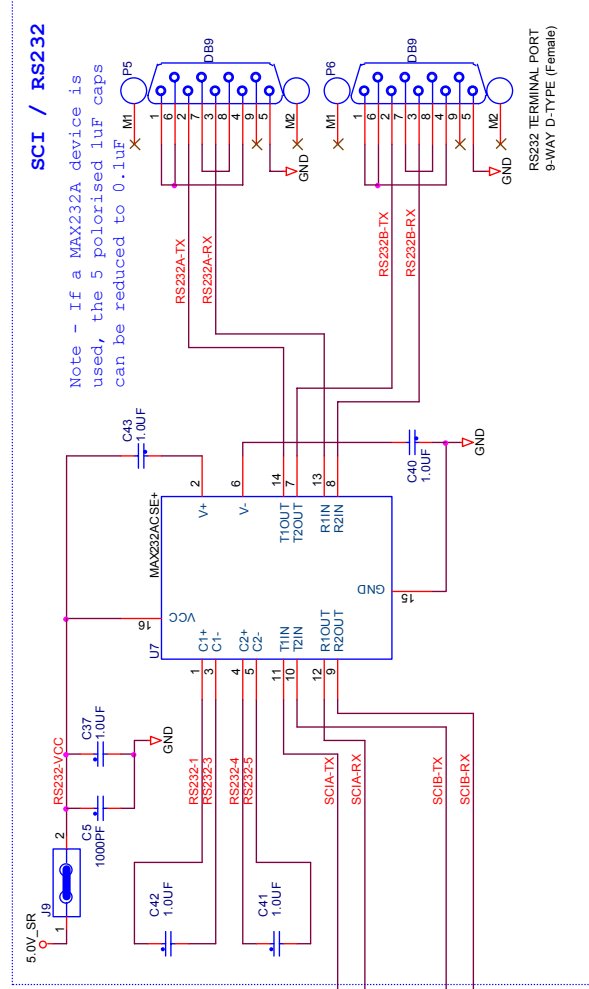 SCI / RS232
Note - If a MAX232A device is
used, the 5 polorised 1uF caps
can be reduced to 0.1uF
P5
DB9
M1
1
6
2
7
3
8
4
9
5
M2
GND
P6
DB9
M1
1
6
2
7
3
8
4
9
5
M2
GND
RS232 TERMINAL PORT
9-WAY D-TYPE (Female)
RS232A-TX
RS232A-RX
RS232B-TX
RS232B-RX
C43
1.0UF
C40
1.0UF
GND
2
6
14
7
13
8
MAX232ACSE+
V+
V-
T1OUT
T2OUT
R1IN
R2IN
16
VCC
GND
15
U7
C1+
C1-
C2+
C2-
T1IN
T2IN
R1OUT
R2OUT
1
3
4
5
11
10
12
9
RS232-VCC
C37
1.0UF
GND
C5
1000PF
RS232-1
RS232-3
RS232-4
RS232-5
SCIA-TX
SCIA-RX
SCIB-TX
SCIB-RX
2
J9
1
5.0V_SR
C42
1.0UF
C41
1.0UF